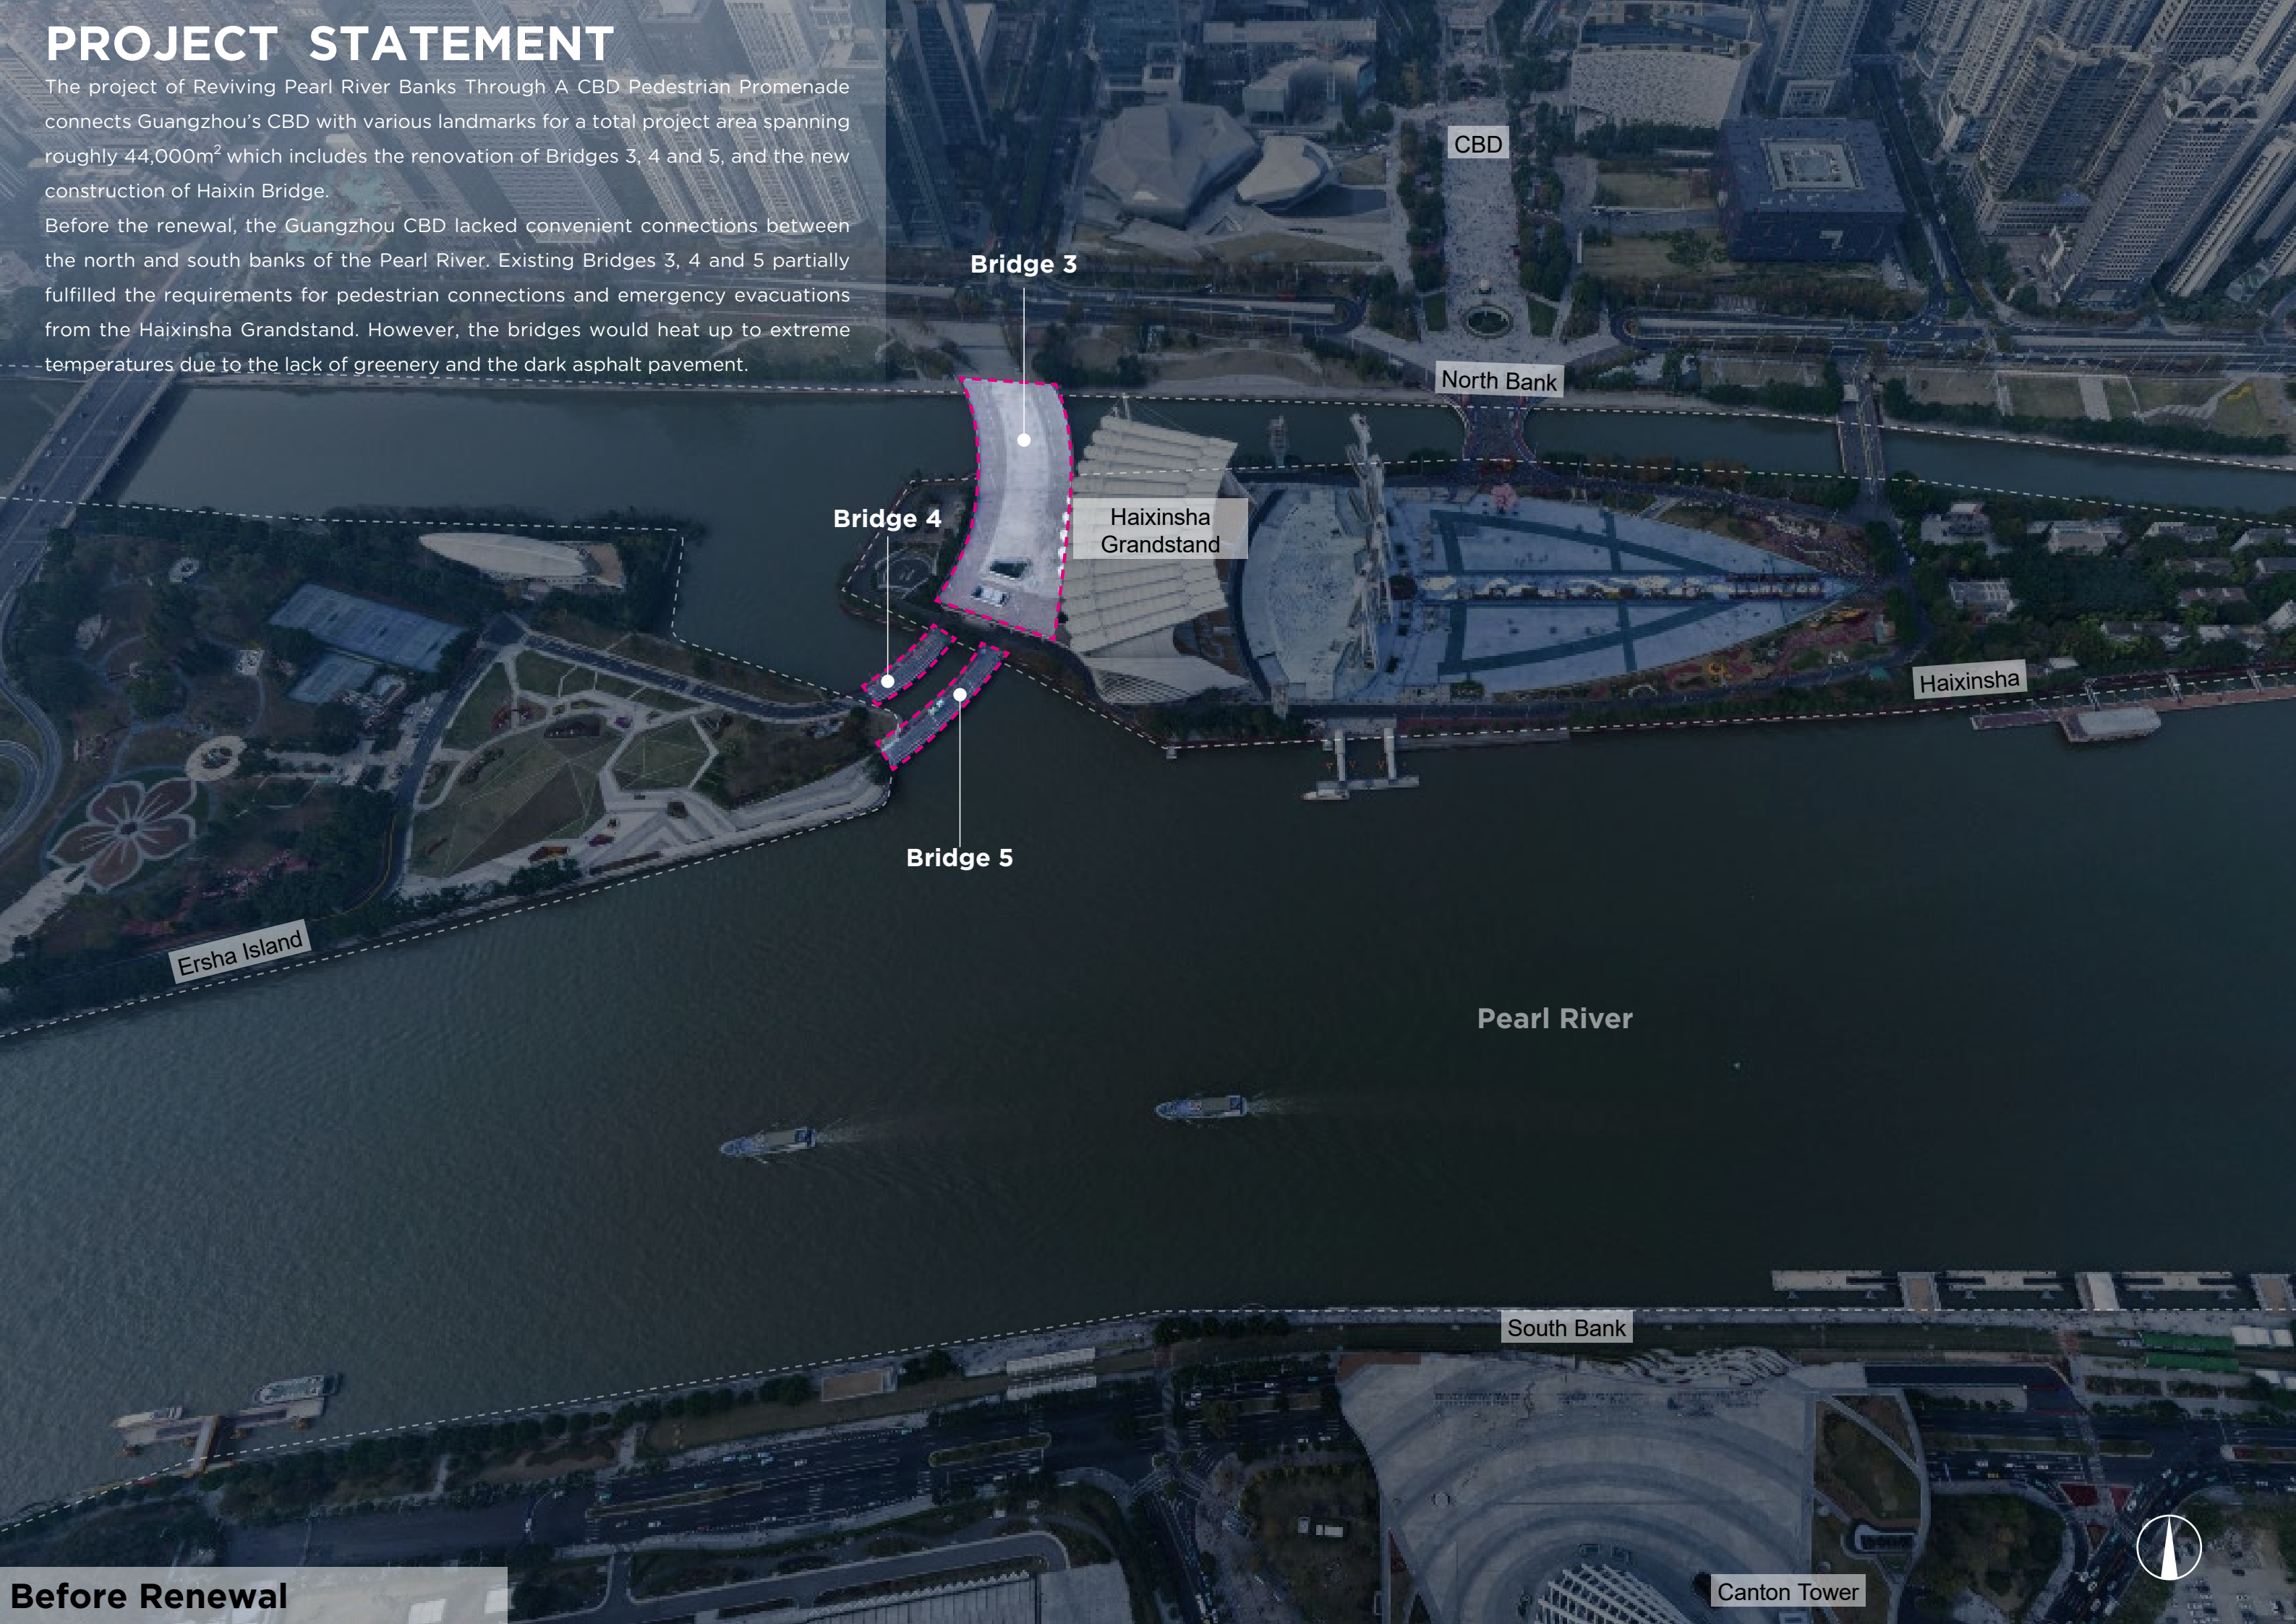 PROJECT STATEMENT
The project of Reviving Pearl River Banks Through A CBD Pedestrian Promenade
connects Guangzhou's CBD with various landmarks for a total project area spanning
roughly 44,000m² which includes the renovation of Bridges 3, 4 and 5, and the new
construction of Haixin Bridge.
Before the renewal, the Guangzhou CBD lacked convenient connections between
the north and south banks of the Pearl River. Existing Bridges 3, 4 and 5 partially
fulfilled the requirements for pedestrian connections and emergency evacuations
from the Haixinsha Grandstand. However, the bridges would heat up to extreme
temperatures due to the lack of greenery and the dark asphalt pavement.
CBD
Bridge 3
North Bank
Bridge 4
Haixinsha
Grandstand
Haixinsha
Bridge 5
Ersha Island
Pearl River
South Bank
Canton Tower
Before Renewal